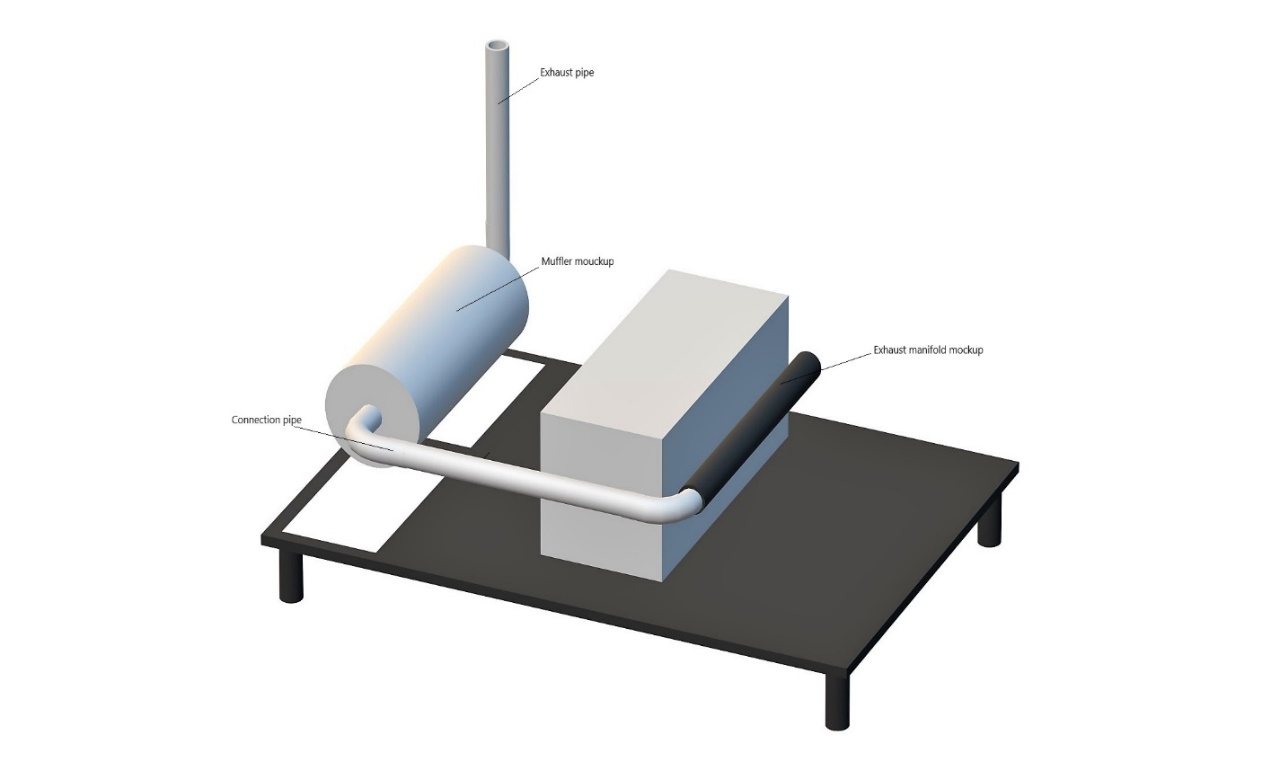 Exhaust pipe
Muffler mouckup
Exhaust manifold mockup
Connection pipe